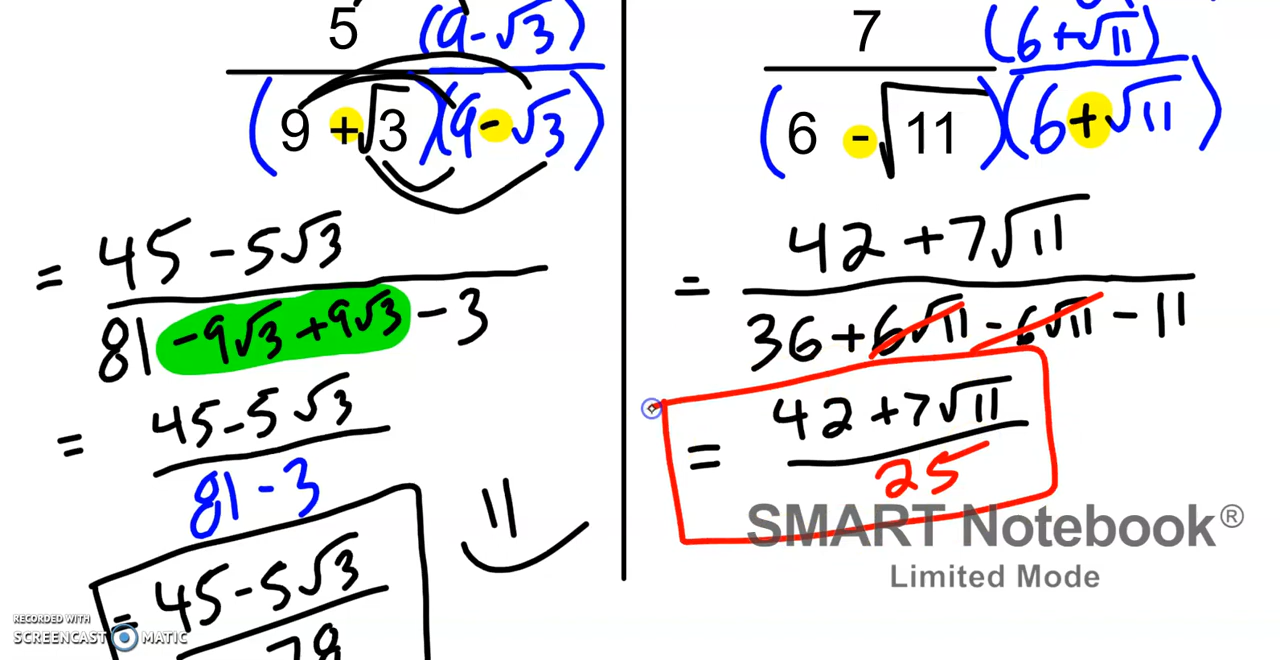 5 (9-√3)
(9 +√3)(9-√3)
= 45 -5√3
81 -9√3 +9√3 -3
= 45-5√3
81-3
= 45-5√3
78
7 (6+√11)
(6 -√11)(6+√11)
= 42 +7√11
36 +6√11 -6√11 -11
= 42 +7√11
25
SMART Notebook®
Limited Mode
RECORDED WITH
SCREENCAST MATIC